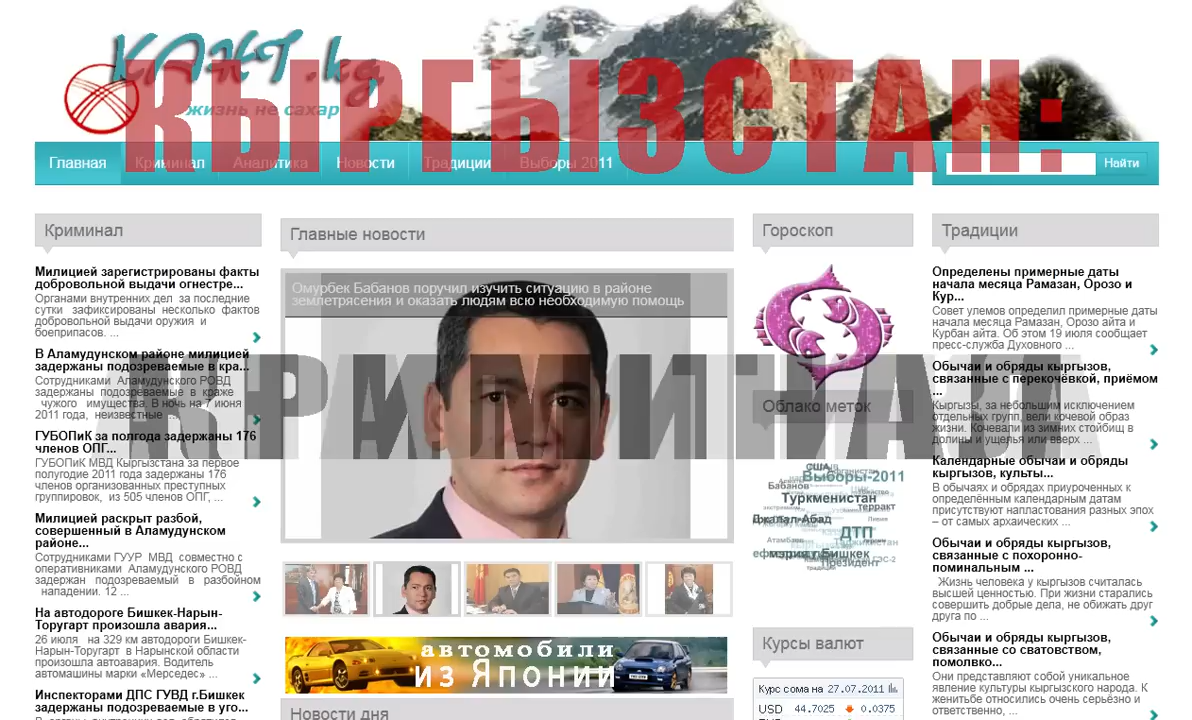 КАКТ.kg
жизнь не сахар
КЫРГЫЗСТАН:
Главная
Криминал
Аналитика
Новости
Традиции
Выборы 2011
Найти
Криминал
Милицией зарегистрированы факты
добровольной выдачи огнестре...
Органами внутренних дел за последние
сутки зафиксированы несколько фактов
добровольной выдачи оружия и
боеприпасов. ...
В Аламудунском районе милицией
задержаны подозреваемые в кра...
Сотрудниками Аламудунского РОВД
задержаны подозреваемые в краже
чужого имущества. В ночь на 7 июня
2011 года, неизвестные ...
ГУБОПиК за полгода задержаны 176
членов ОПГ...
ГУБОПиК МВД Кыргызстана за первое
полугодие 2011 года задержаны 176
членов организованных преступных
группировок, из 505 членов ОПГ, ...
Милицией раскрыт разбой,
совершенный в Аламудунском
районе...
Сотрудниками ГУУР МВД совместно с
оперативниками Аламудунского РОВД
задержан подозреваемый в разбойном
нападении. 12 ...
На автодороге Бишкек-Нарын-
Торугарт произошла авария...
26 июля на 329 км автодороги Бишкек-
Нарын-Торугарт в Нарынской области
произошла автоавария. Водитель
автомашины марки «Мерседес» ...
Инспекторами ДПС ГУВД г.Бишкек
задержаны подозреваемые в уго...
Главные новости
Омурбек Бабанов поручил изучить ситуацию в районе
землетрясения и оказать людям всю необходимую помощь
КРИМИНАЛ
автомобили
из Японии
Новости дня
Гороскоп
Облако меток
США
Выборы-2011
Бабанов
Туркменистан
терракт
Джалал-Абад
ДТП
мэрия Бишкек
Президент
традиции
Курсы валют
Курс сома на 27.07.2011
USD 44.7025 0.0375
Традиции
Определены примерные даты
начала месяца Рамазан, Орозо и
Кур...
Совет улемов определил примерные даты
начала месяца Рамазан, Орозо айта и
Курбан айта. Об этом 19 июля сообщает
пресс-служба Духовного ...
Обычаи и обряды кыргызов,
связанные с перекочёвкой, приёмом
...
Кыргызы, за небольшим исключением
отдельных групп, вели кочевой образ
жизни. Кочевали из зимних стойбищ в
долины и ущелья или вверх ...
Календарные обычаи и обряды
кыргызов, культы...
В обычаях и обрядах приуроченных к
определённым календарным датам
присутствуют напластования разных эпох
– от самых архаических ...
Обычаи и обряды кыргызов,
связанные с похоронно-
поминальным ...
Жизнь человека у кыргызов считалась
высшей ценностью. При жизни старались
совершить добрые дела, не обижать друг
друга по ...
Обычаи и обряды кыргызов,
связанные со сватовством,
помолвко...
Они представляют собой уникальное
явление культуры кыргызского народа. К
женитьбе относились очень серьёзно и
ответственно, ...